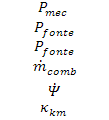 P_mec
P_fonte
P_fonte
ṁ_comb
Ψ̇
κ_km